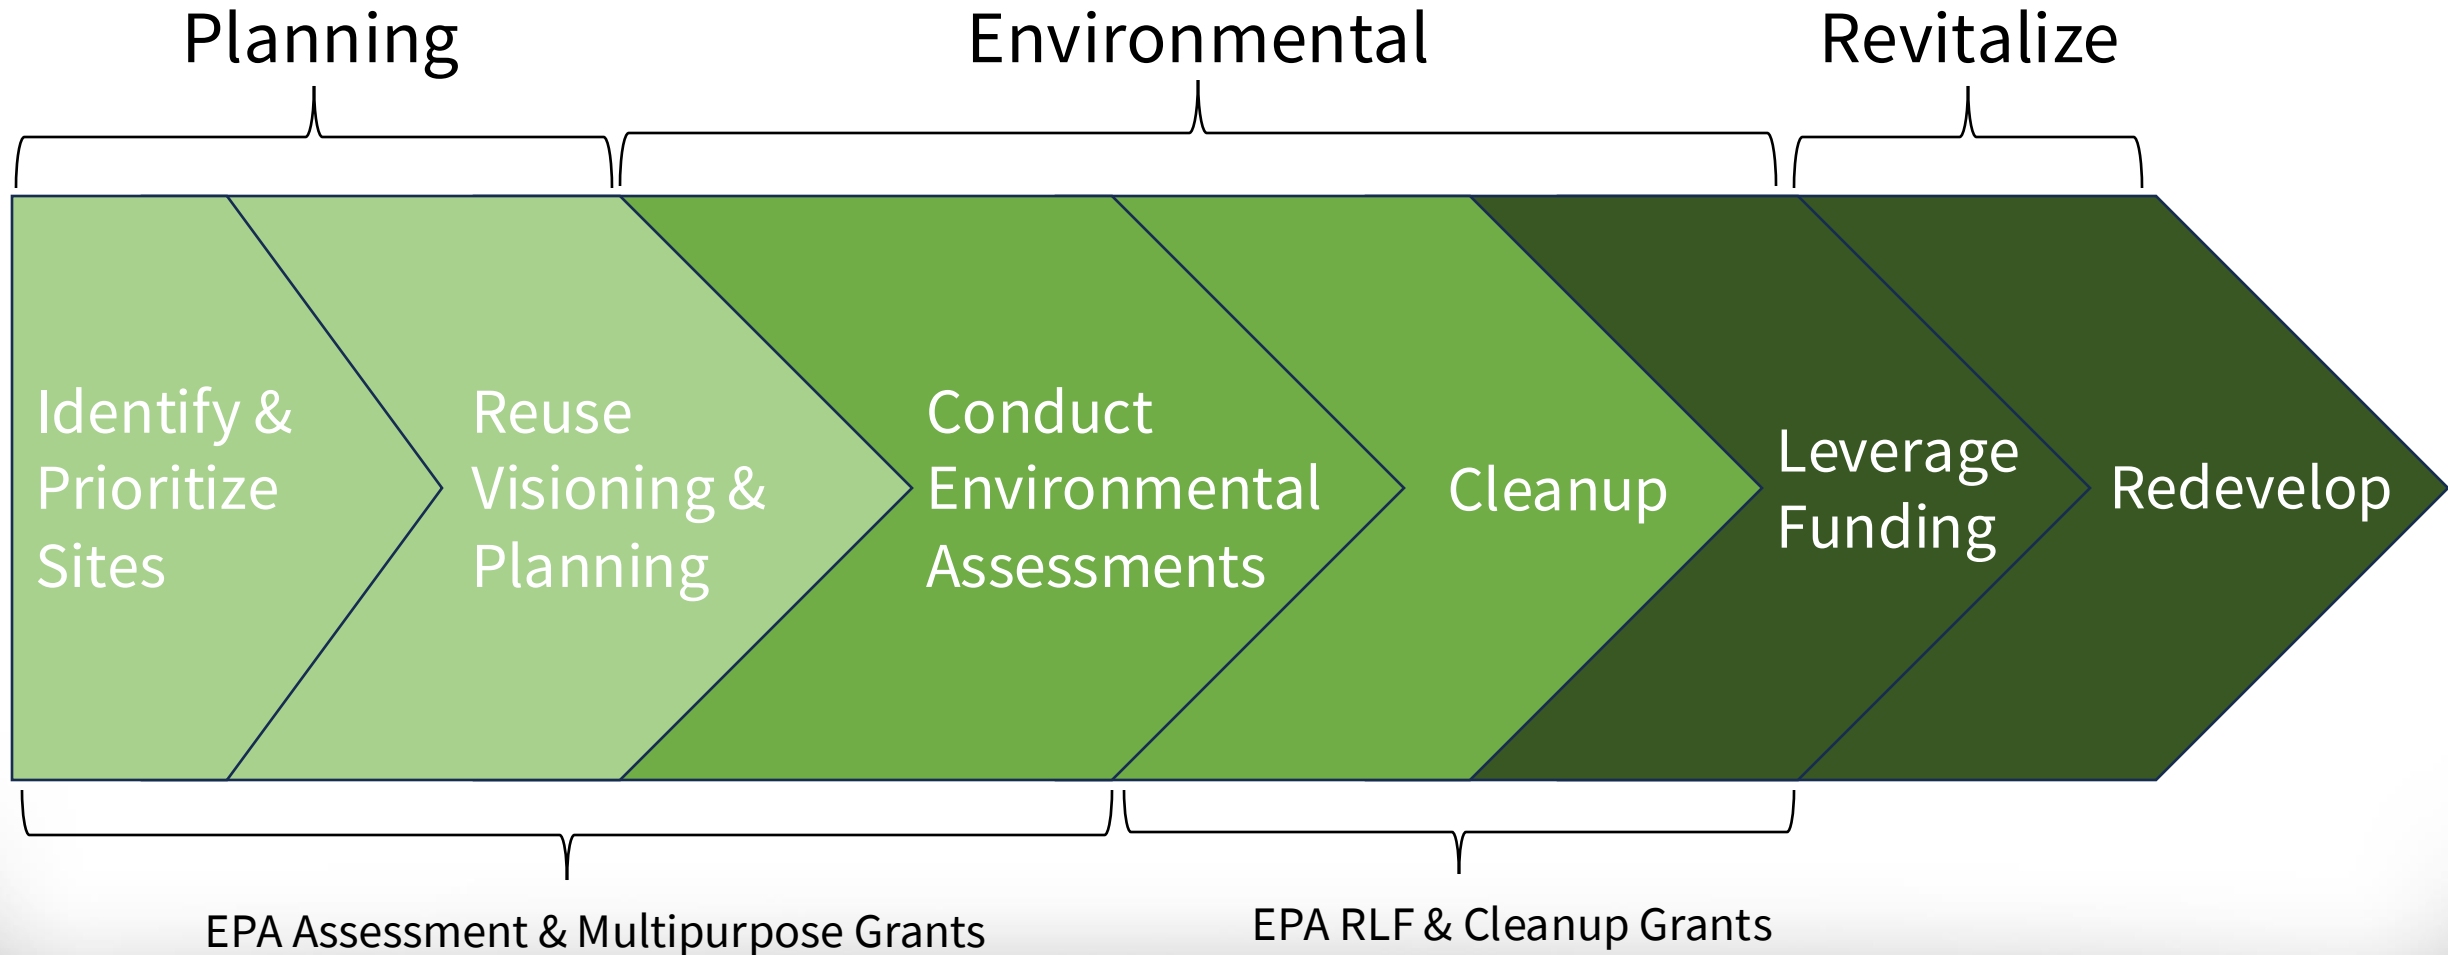 Planning
Environmental
Revitalize
Identify &
Prioritize
Sites
Reuse
Visioning &
Planning
Conduct
Environmental
Assessments
Cleanup
Leverage
Funding
Redevelop
EPA Assessment & Multipurpose Grants
EPA RLF & Cleanup Grants